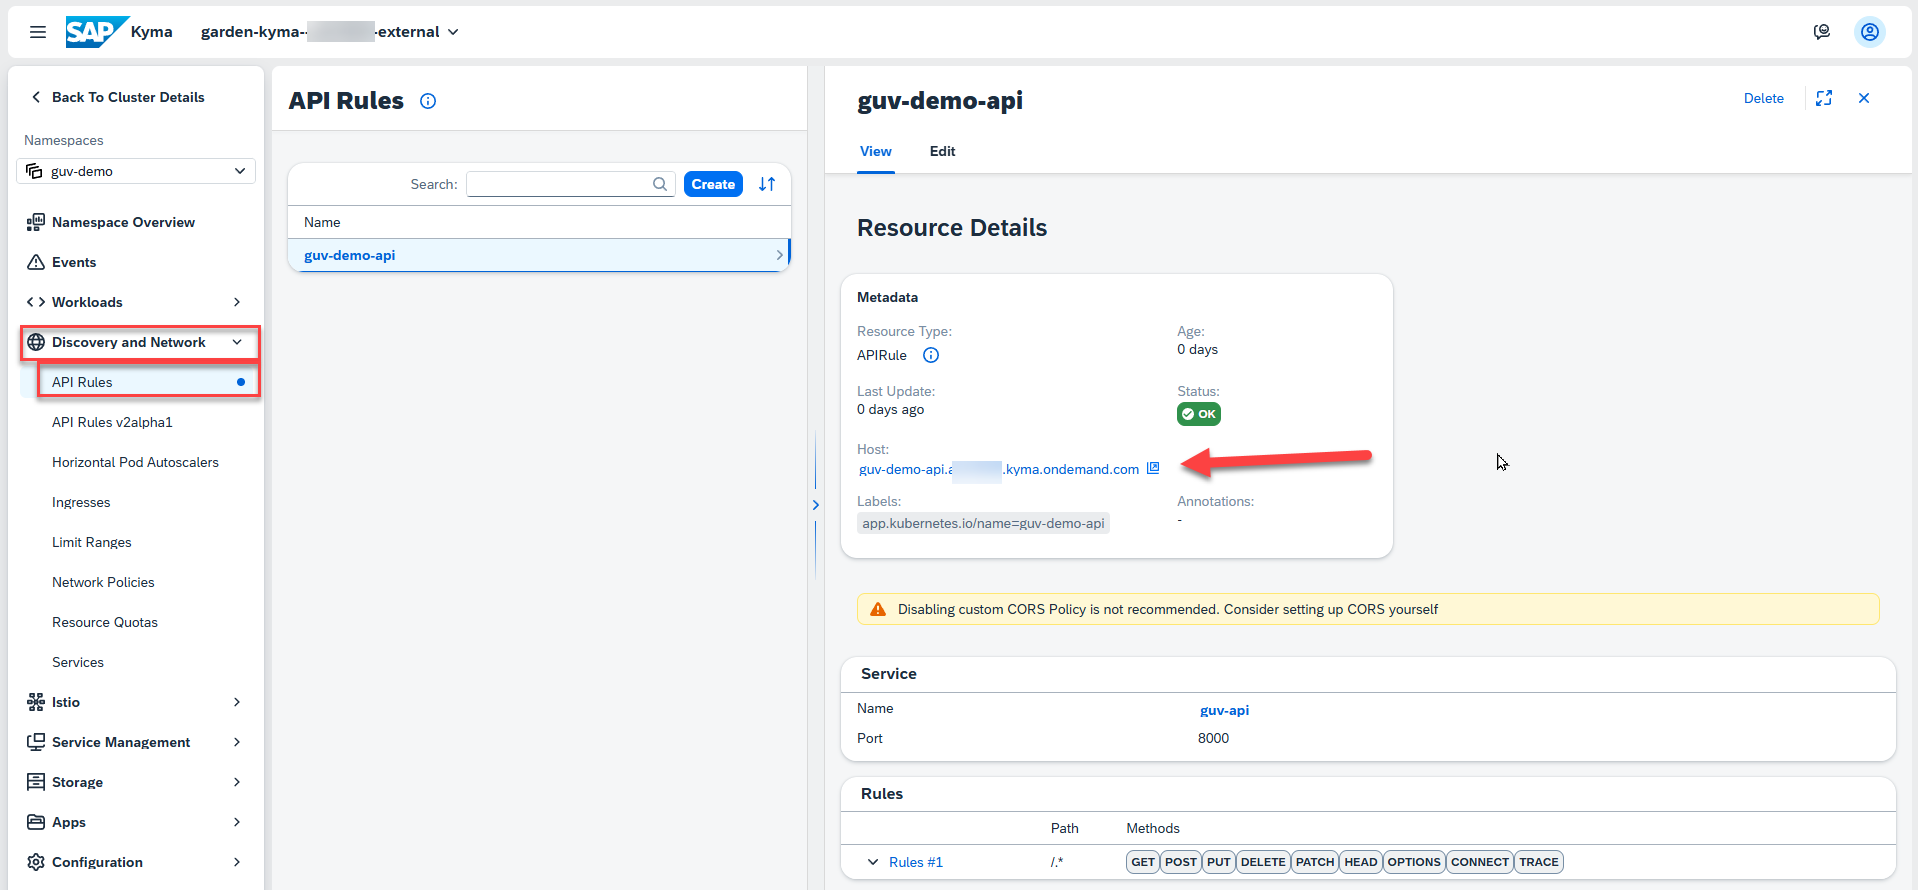 SAP Kyma garden-kyma- -external
Back To Cluster Details
Namespaces
guv-demo
Namespace Overview
Events
Workloads
Discovery and Network
API Rules
API Rules v2alpha1
Horizontal Pod Autoscalers
Ingresses
Limit Ranges
Network Policies
Resource Quotas
Services
Istio
Service Management
Storage
Apps
Configuration
API Rules
Search:
Create
Name
guv-demo-api
guv-demo-api
Delete
View Edit
Resource Details
Metadata
Resource Type:
APIRule
Age:
0 days
Last Update:
0 days ago
Status:
OK
Host:
guv-demo-api. .kyma.ondemand.com
Labels:
app.kubernetes.io/name=guv-demo-api
Annotations:
-
Disabling custom CORS Policy is not recommended. Consider setting up CORS yourself
Service
Name guv-api
Port 8000
Rules
Path Methods
Rules #1 /.* GET POST PUT DELETE PATCH HEAD OPTIONS CONNECT TRACE